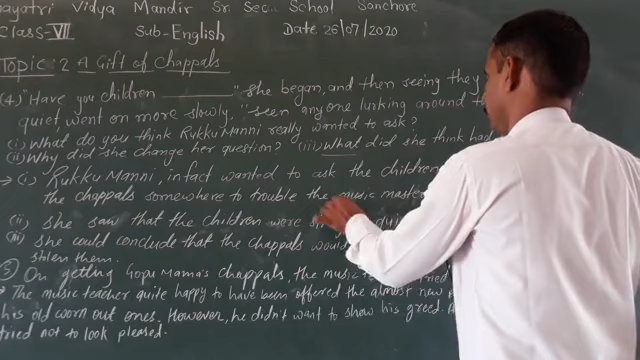 ayatri Vidya Mandir Sr. Sec. School Sanchore
Class-VII Sub-English Date 26/07/2020
Topic: 2 A Gift of Chappals
(4) "Have you children ______" She began, and then seeing they
quiet went on more slowly. "Seen anyone lurking around
(i) What do you think Rukku Manni really wanted to ask?
(ii) Why did she change her question? (iii) What did she think had
→ (i) Rukku Manni, infact wanted to ask the children
the chappals somewhere to trouble the music master
(ii) She saw that the children were
(iii) She could conclude that the chappals would
stolen them.
(5) On getting Gopu Mama's chappals, the music
→ The music teacher quite happy to have been offered the almost new
his old worn out ones. However, he didn't want to show his greed.
tried not to look pleased.